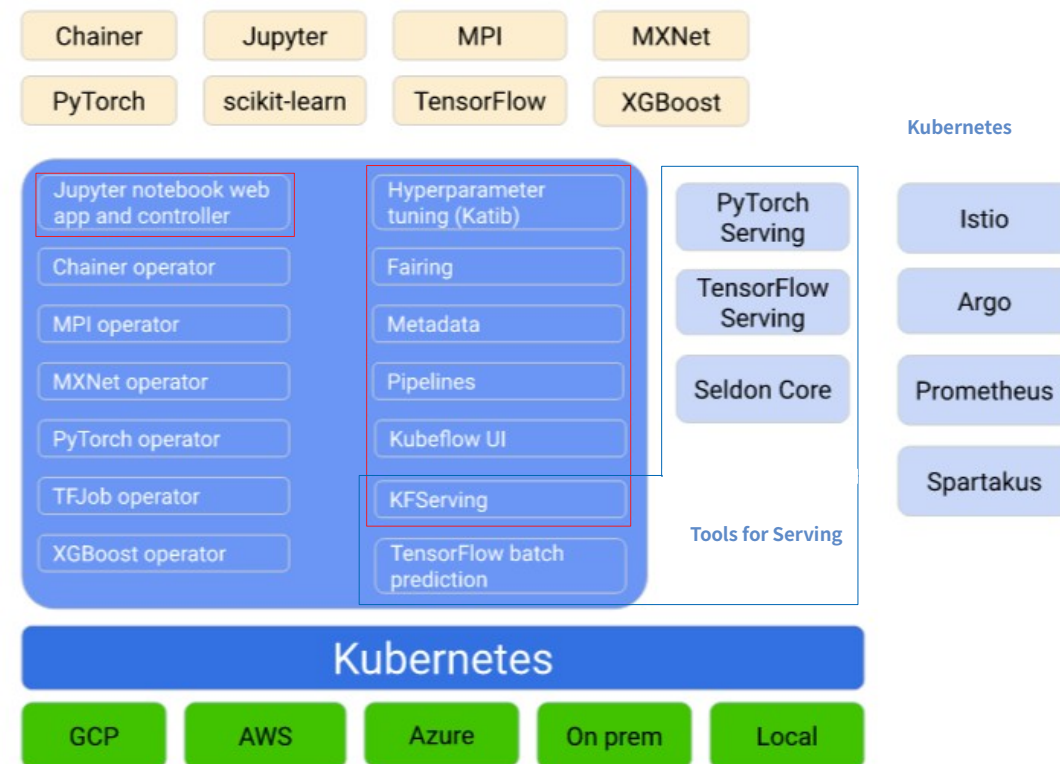 Chainer
Jupyter
MPI
MXNet
PyTorch
scikit-learn
TensorFlow
XGBoost
Kubernetes
Jupyter notebook web
app and controller
Chainer operator
MPI operator
MXNet operator
PyTorch operator
TFJob operator
XGBoost operator
Hyperparameter
tuning (Katib)
Fairing
Metadata
Pipelines
Kubeflow UI
KFServing
TensorFlow batch
prediction
PyTorch
Serving
TensorFlow
Serving
Seldon Core
Tools for Serving
Istio
Argo
Prometheus
Spartakus
Kubernetes
GCP
AWS
Azure
On prem
Local